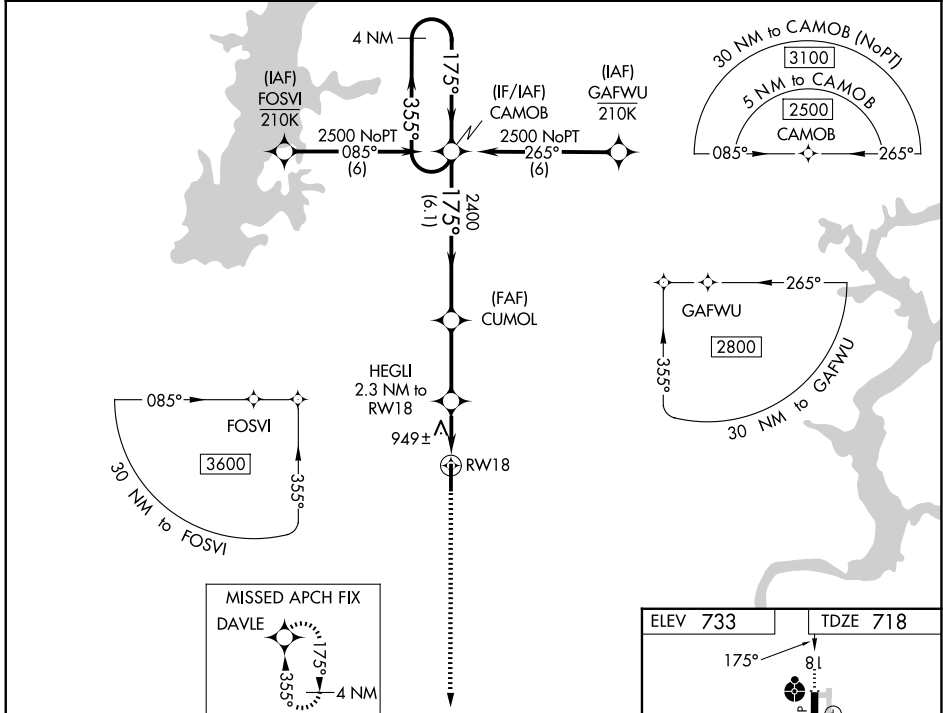 4 NM
175°
355°
(IAF)
FOSVI
210K
(IF/IAF)
CAMOB
(IAF)
GAFWU
210K
2500 NoPT
085°
(6)
2500 NoPT
265°
(6)
30 NM to CAMOB (NoPT)
3100
5 NM to CAMOB
2500
CAMOB
085°
265°
2400
175°
(6.1)
(FAF)
CUMOL
265°
GAFWU
2800
355°
30 NM to GAFWU
HEGLI
2.3 NM to
RW18
949±
RW18
085°
FOSVI
3600
355°
30 NM to FOSVI
MISSED APCH FIX
DAVLE
175°
355°
4 NM
ELEV 733
TDZE 718
175°
18
P